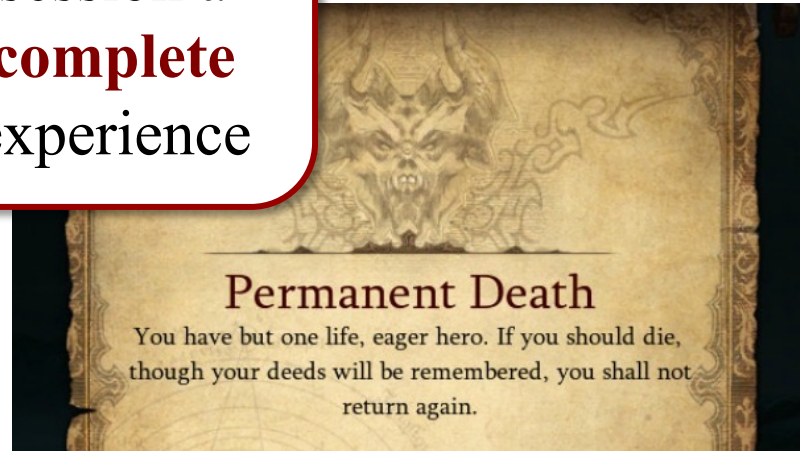 complete
experience
Permanent Death
You have but one life, eager hero. If you should die,
though your deeds will be remembered, you shall not
return again.